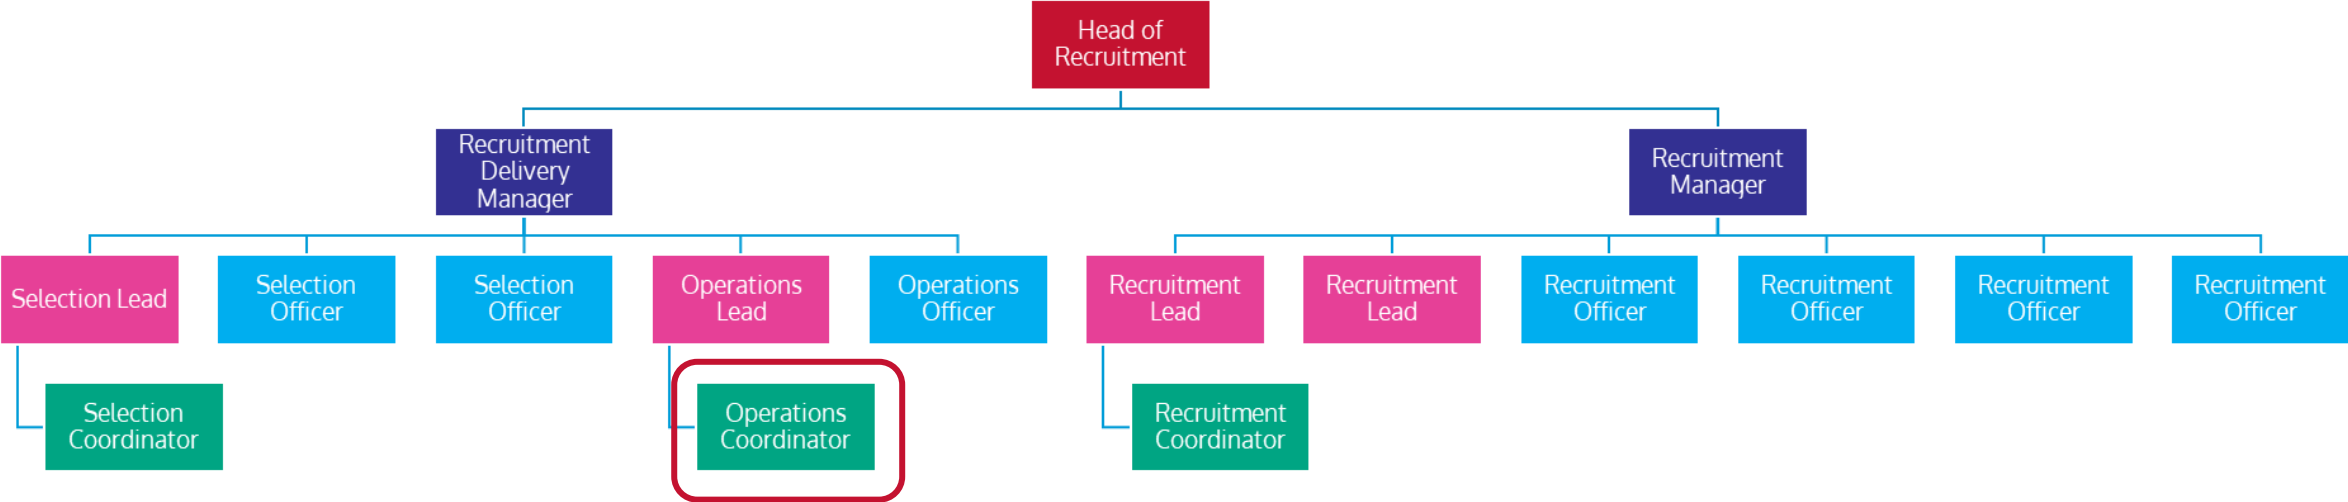 Head of
Recruitment
Recruitment
Delivery
Manager
Recruitment
Manager
Selection Lead
Selection
Officer
Selection
Officer
Operations
Lead
Operations
Officer
Recruitment
Lead
Recruitment
Lead
Recruitment
Officer
Recruitment
Officer
Recruitment
Officer
Recruitment
Officer
Selection
Coordinator
Operations
Coordinator
Recruitment
Coordinator